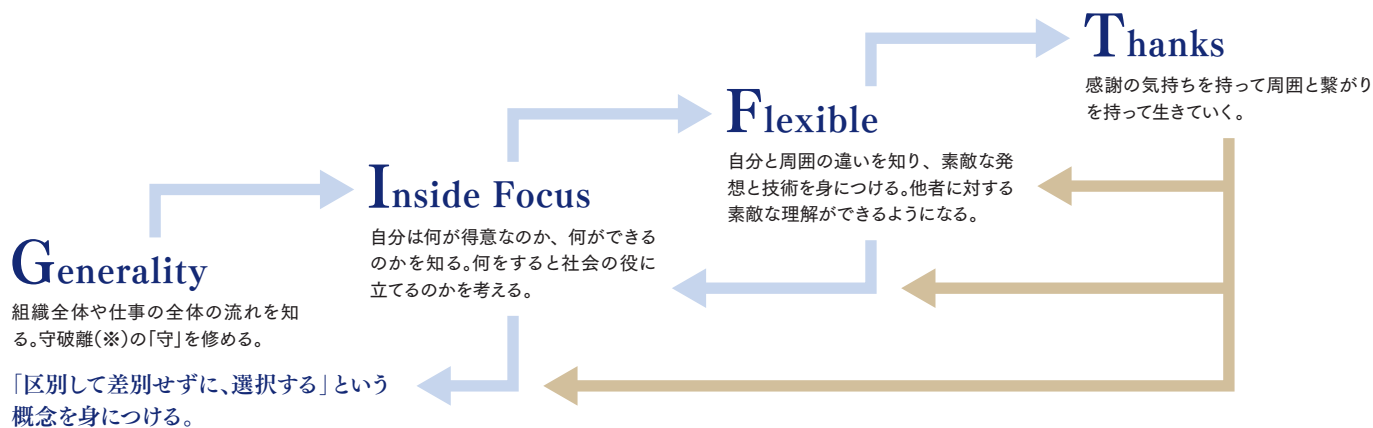 Generality
組織全体や仕事の全体の流れを知
る。守破離(※)の「守」を修める。
「区別して差別せずに、選択する」という
概念を身につける。
Inside Focus
自分は何が得意なのか、何ができる
のかを知る。何をすると社会の役に
立てるのかを考える。
Flexible
自分と周囲の違いを知り、素敵な発
想と技術を身につける。他者に対する
素敵な理解ができるようになる。
Thanks
感謝の気持ちを持って周囲と繋がり
を持って生きていく。